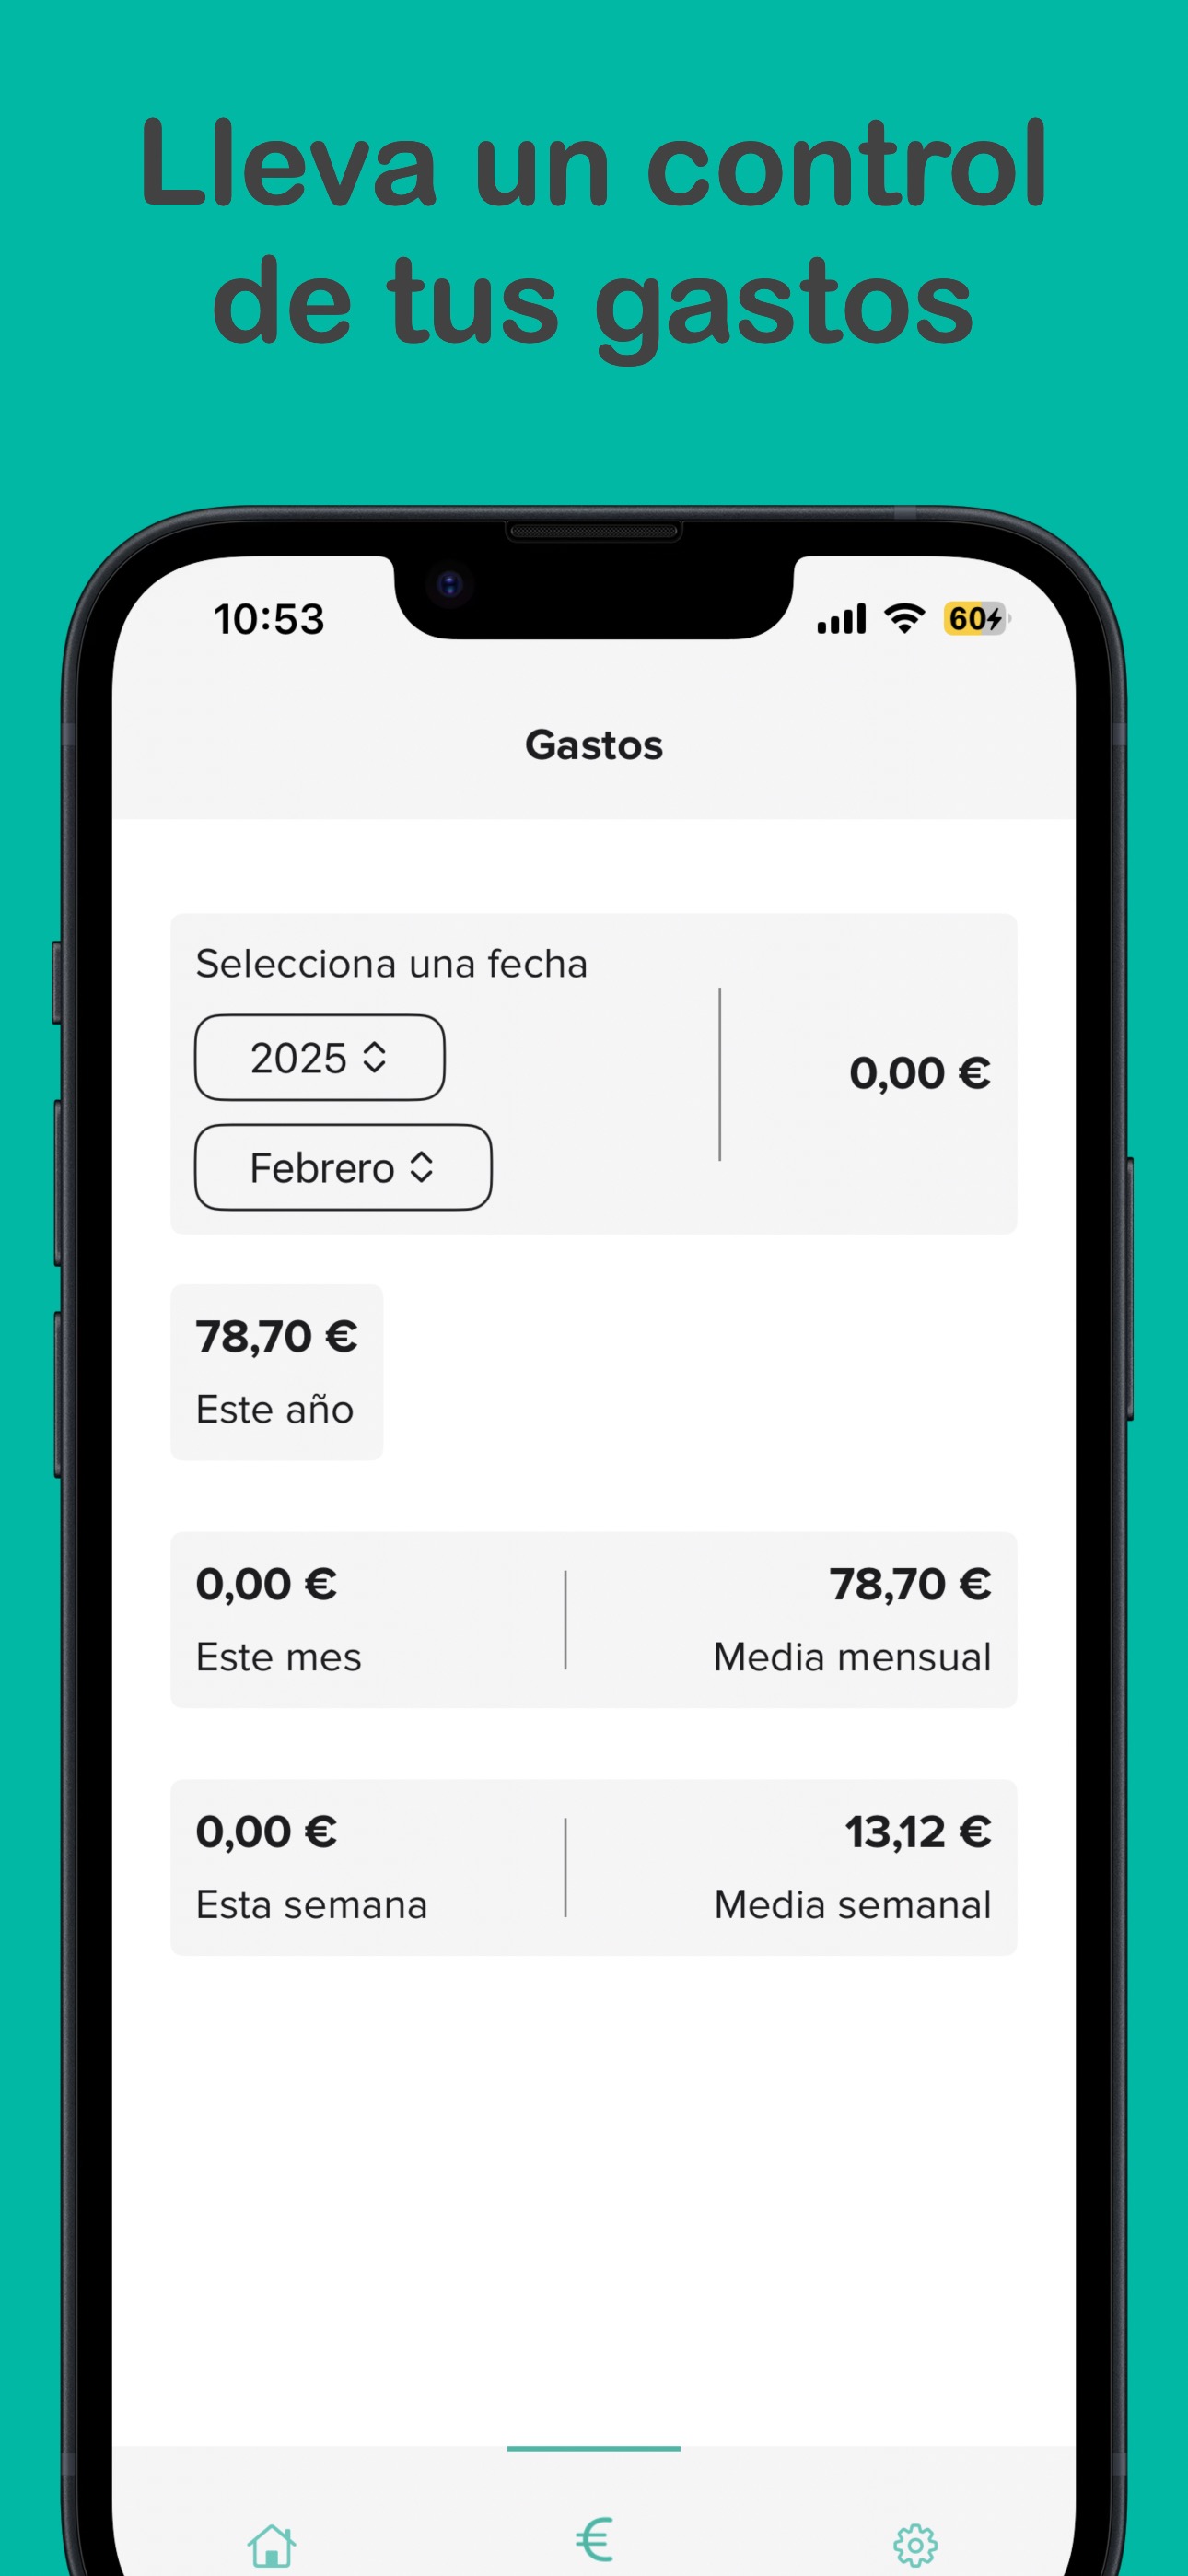 Lleva un control
de tus gastos
10:53
60
Gastos
Selecciona una fecha
2025
0,00 €
Febrero
78,70 €
Este año
0,00 €
78,70 €
Este mes
Media mensual
0,00 €
13,12 €
Esta semana
Media semanal
€